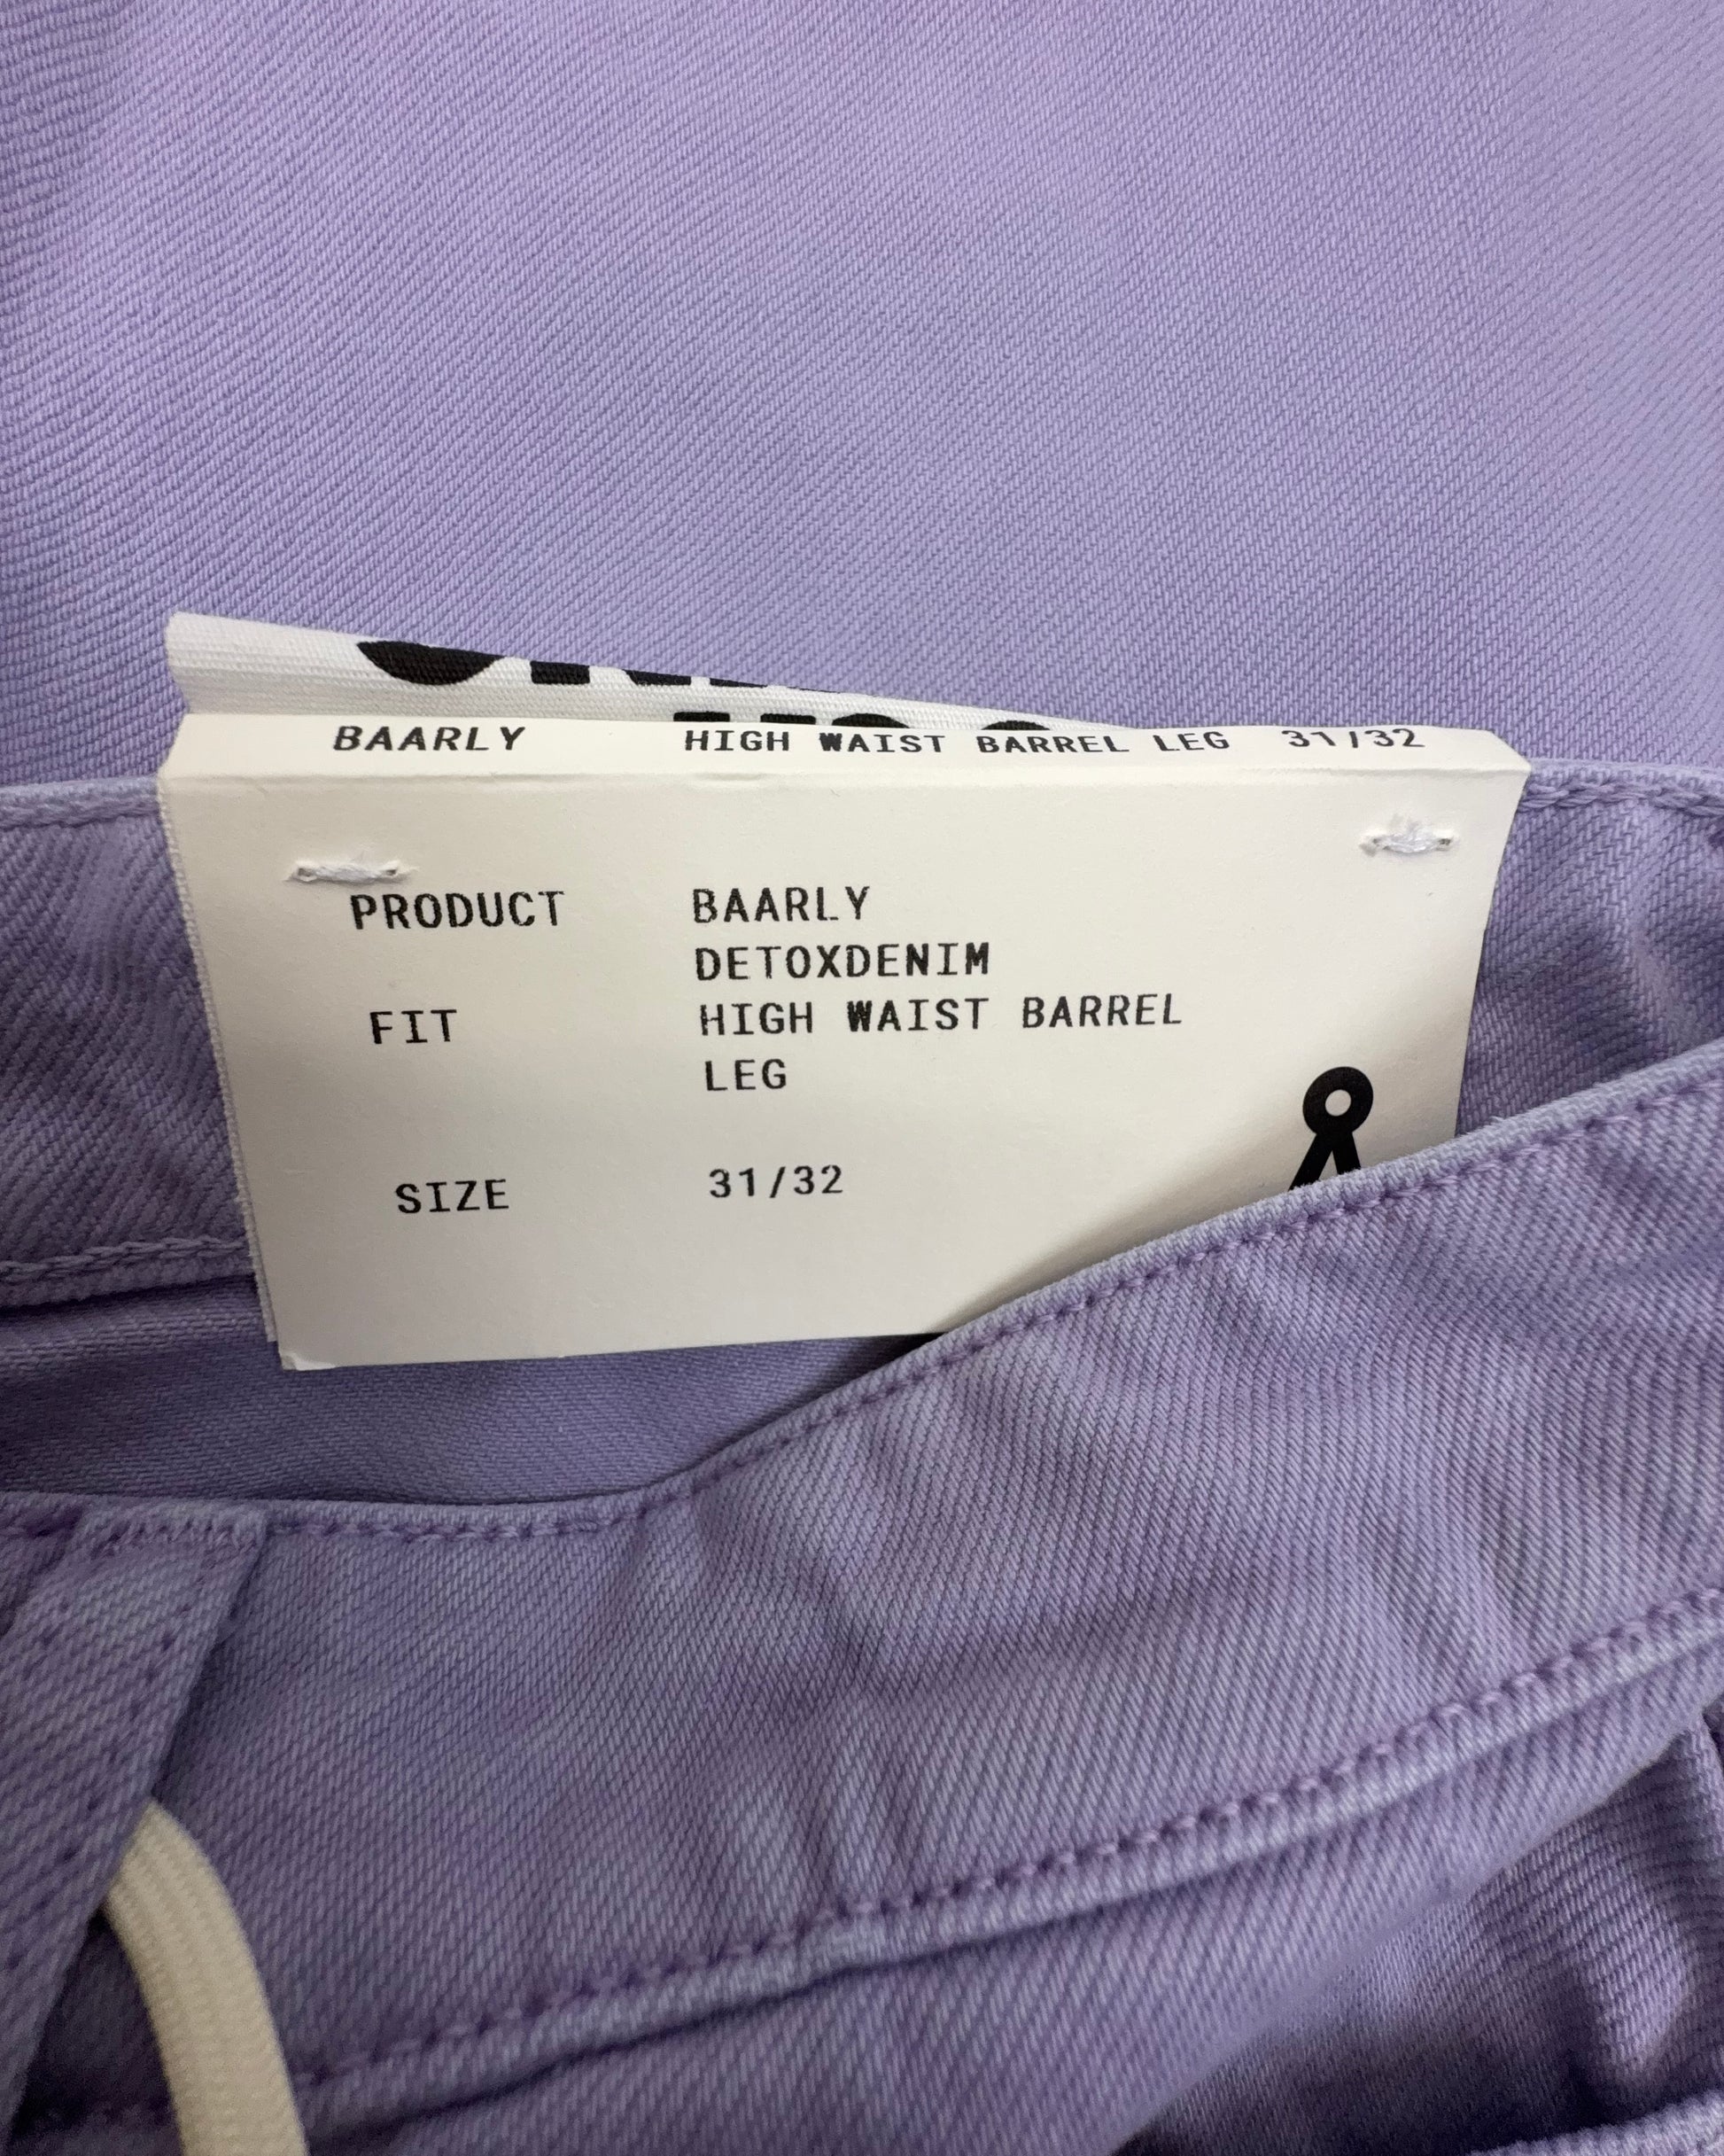 BAARLY HIGH WAIST BARREL LEG 31/32
PRODUCT BAARLY
DETOXDENIM
FIT HIGH WAIST BARREL
LEG
SIZE 31/32